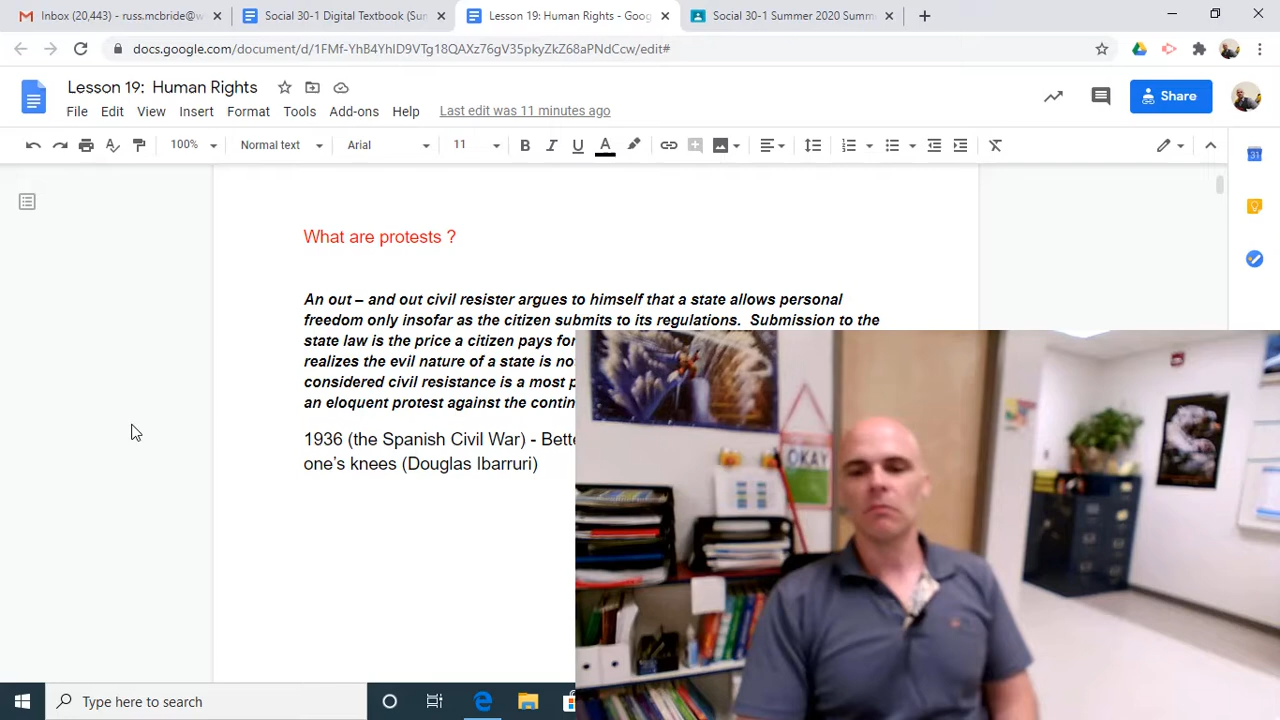 Inbox (20,443) - russ.mcbride@w
Social 30-1 Digital Textbook (Sum
Lesson 19: Human Rights - Goog
Social 30-1 Summer 2020 Summ
docs.google.com/document/d/1FMf-YhB4YhlD9VTg18QAXz76gV35pkyZkZ68aPNdCcw/edit#
Lesson 19: Human Rights
File Edit View Insert Format Tools Add-ons Help Last edit was 11 minutes ago
Share
100% Normal text Arial 11 B I U A
31
What are protests ?
An out – and out civil resister argues to himself that a state allows personal
freedom only insofar as the citizen submits to its regulations. Submission to the
state law is the price a citizen pays for
realizes the evil nature of a state is no
considered civil resistance is a most p
an eloquent protest against the contin
1936 (the Spanish Civil War) - Bette
one's knees (Douglas Ibarruri)
OKAY
Type here to search